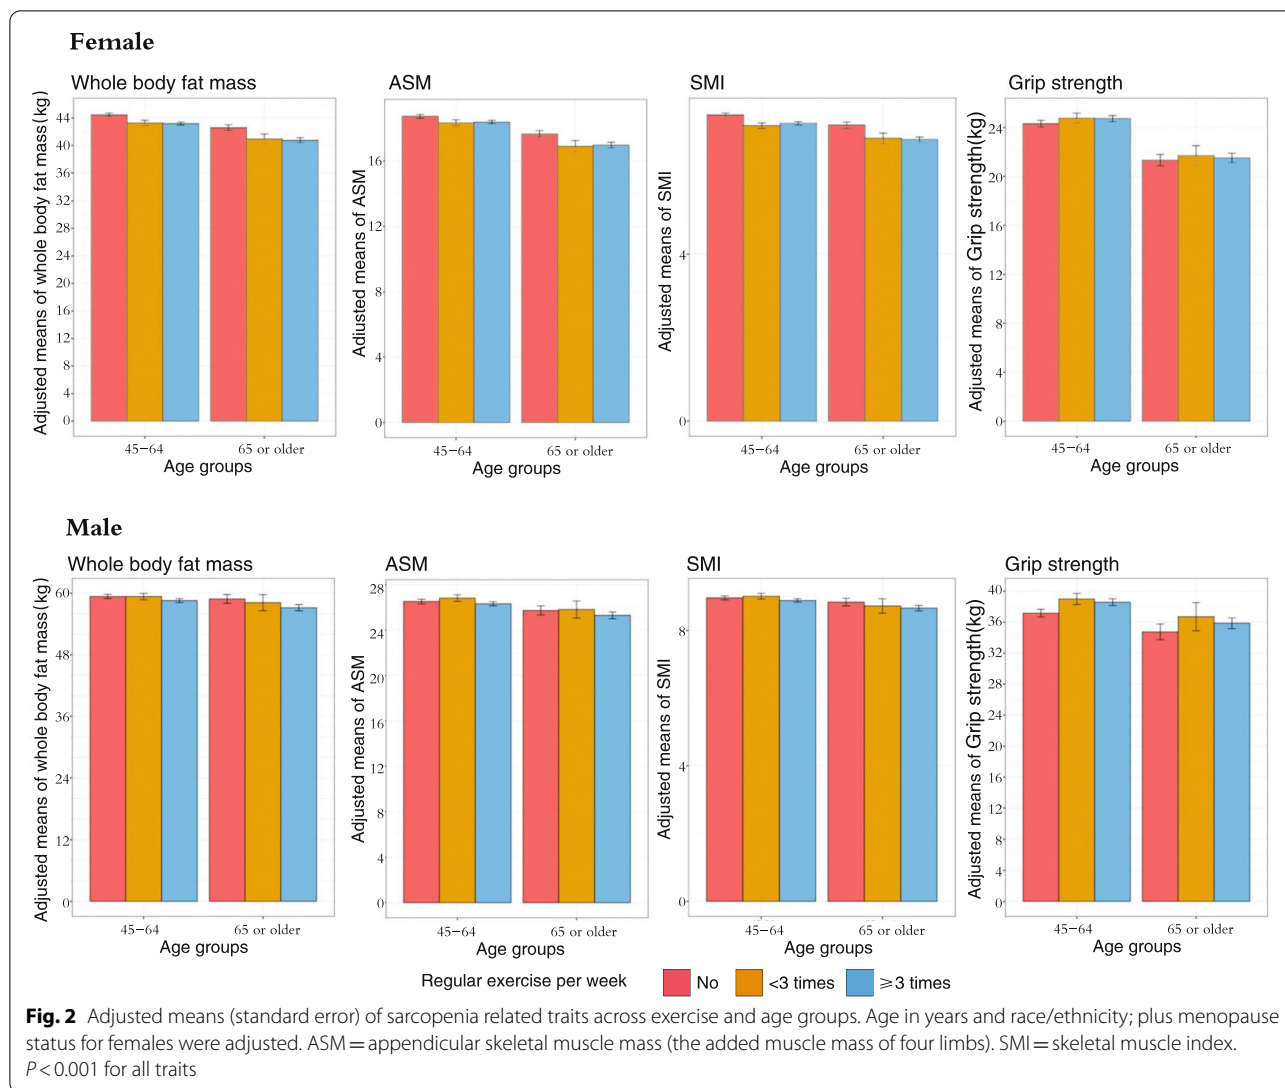 Female
Whole body fat mass
ASM
SMI
Grip strength
Adjusted means of whole body fat mass(kg)
44
40
36
32
28
24
20
16
12
8
4
0
45–64
65 or older
Age groups
Adjusted means of ASM
16
12
8
4
0
45–64
65 or older
Age groups
Adjusted means of SMI
4
0
45–64
65 or older
Age groups
Adjusted means of Grip strength(kg)
24
20
16
12
8
4
0
45–64
65 or older
Age groups
Male
Whole body fat mass
ASM
SMI
Grip strength
Adjusted means of whole body fat mass(kg)
60
48
36
24
12
0
45–64
65 or older
Age groups
Adjusted means of ASM
28
24
20
16
12
8
4
0
45–64
65 or older
Age groups
Adjusted means of SMI
8
4
0
45–64
65 or older
Age groups
Adjusted means of Grip strength(kg)
40
36
32
28
24
20
16
12
8
4
0
45–64
65 or older
Age groups
Regular exercise per week No <3 times ⩾3 times
Fig. 2 Adjusted means (standard error) of sarcopenia related traits across exercise and age groups. Age in years and race/ethnicity; plus menopause
status for females were adjusted. ASM = appendicular skeletal muscle mass (the added muscle mass of four limbs). SMI = skeletal muscle index.
P < 0.001 for all traits